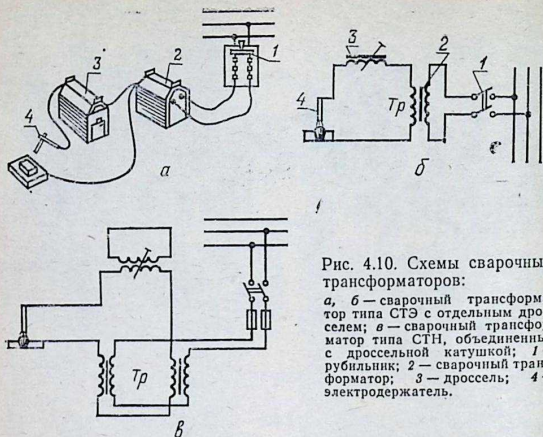 3
2
1
4
а
3
2
1
4
Тр
б
Тр
в
Рис. 4.10. Схемы сварочны
трансформаторов:
а, б — сварочный трансформ
тор типа СТЭ с отдельным дро
селем; в — сварочный трансфо
матор типа СТН, объединенны
с дроссельной катушкой; 1
рубильник; 2 — сварочный тран
форматор; 3 — дроссель; 4
электродержатель.